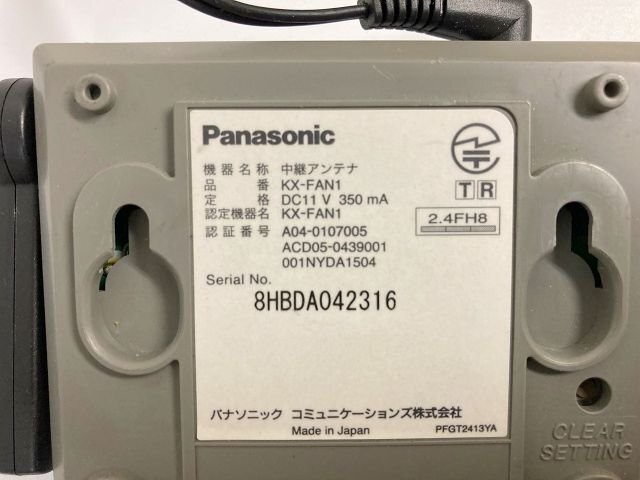 Panasonic
機器名称 中継アンテナ
品番 KX-FAN1
定格 DC11 V 350 mA
認定機器名 KX-FAN1
認証番号 A04-0107005
ACD05-0439001
001NYDA1504
T R
2.4FH8
Serial No.
8HBDA042316
パナソニック コミュニケーションズ株式会社
Made in Japan
PFGT2413YA
CLEAR
SETTING